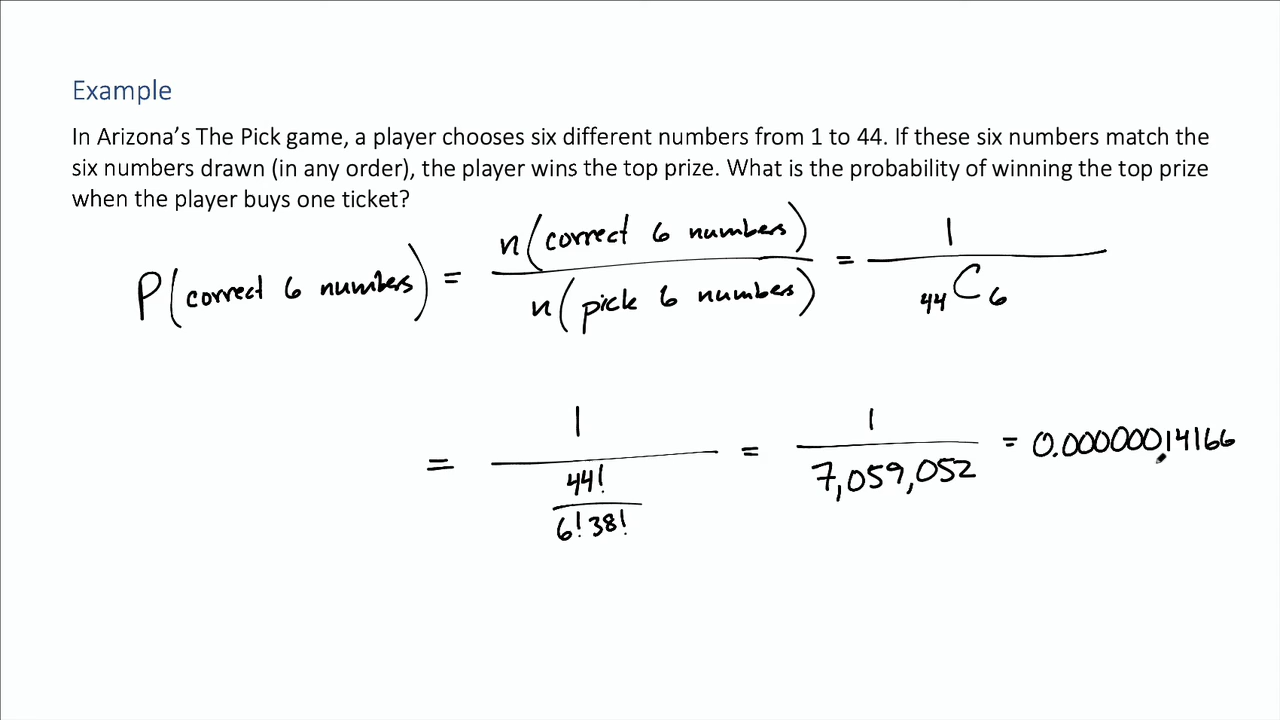 Example
In Arizona's The Pick game, a player chooses six different numbers from 1 to 44. If these six numbers match the
six numbers drawn (in any order), the player wins the top prize. What is the probability of winning the top prize
when the player buys one ticket?
P(correct 6 numbers) = n(correct 6 numbers) / n(pick 6 numbers) = 1 / ₄₄C₆
= 1 / (44! / 6! 38!) = 1 / 7,059,052 = 0.00000014166